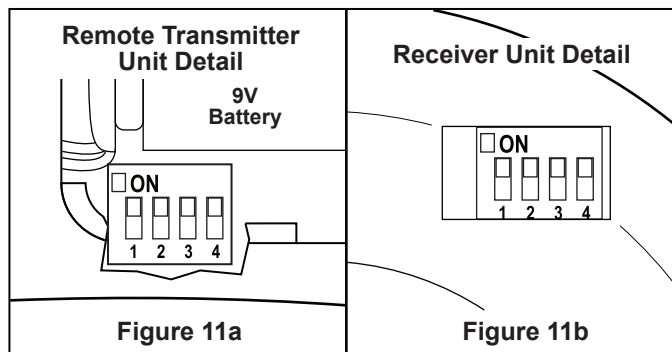 Remote Transmitter
Unit Detail
9V
Battery
ON
1 2 3 4
Figure 11a
Receiver Unit Detail
ON
1 2 3 4
Figure 11b